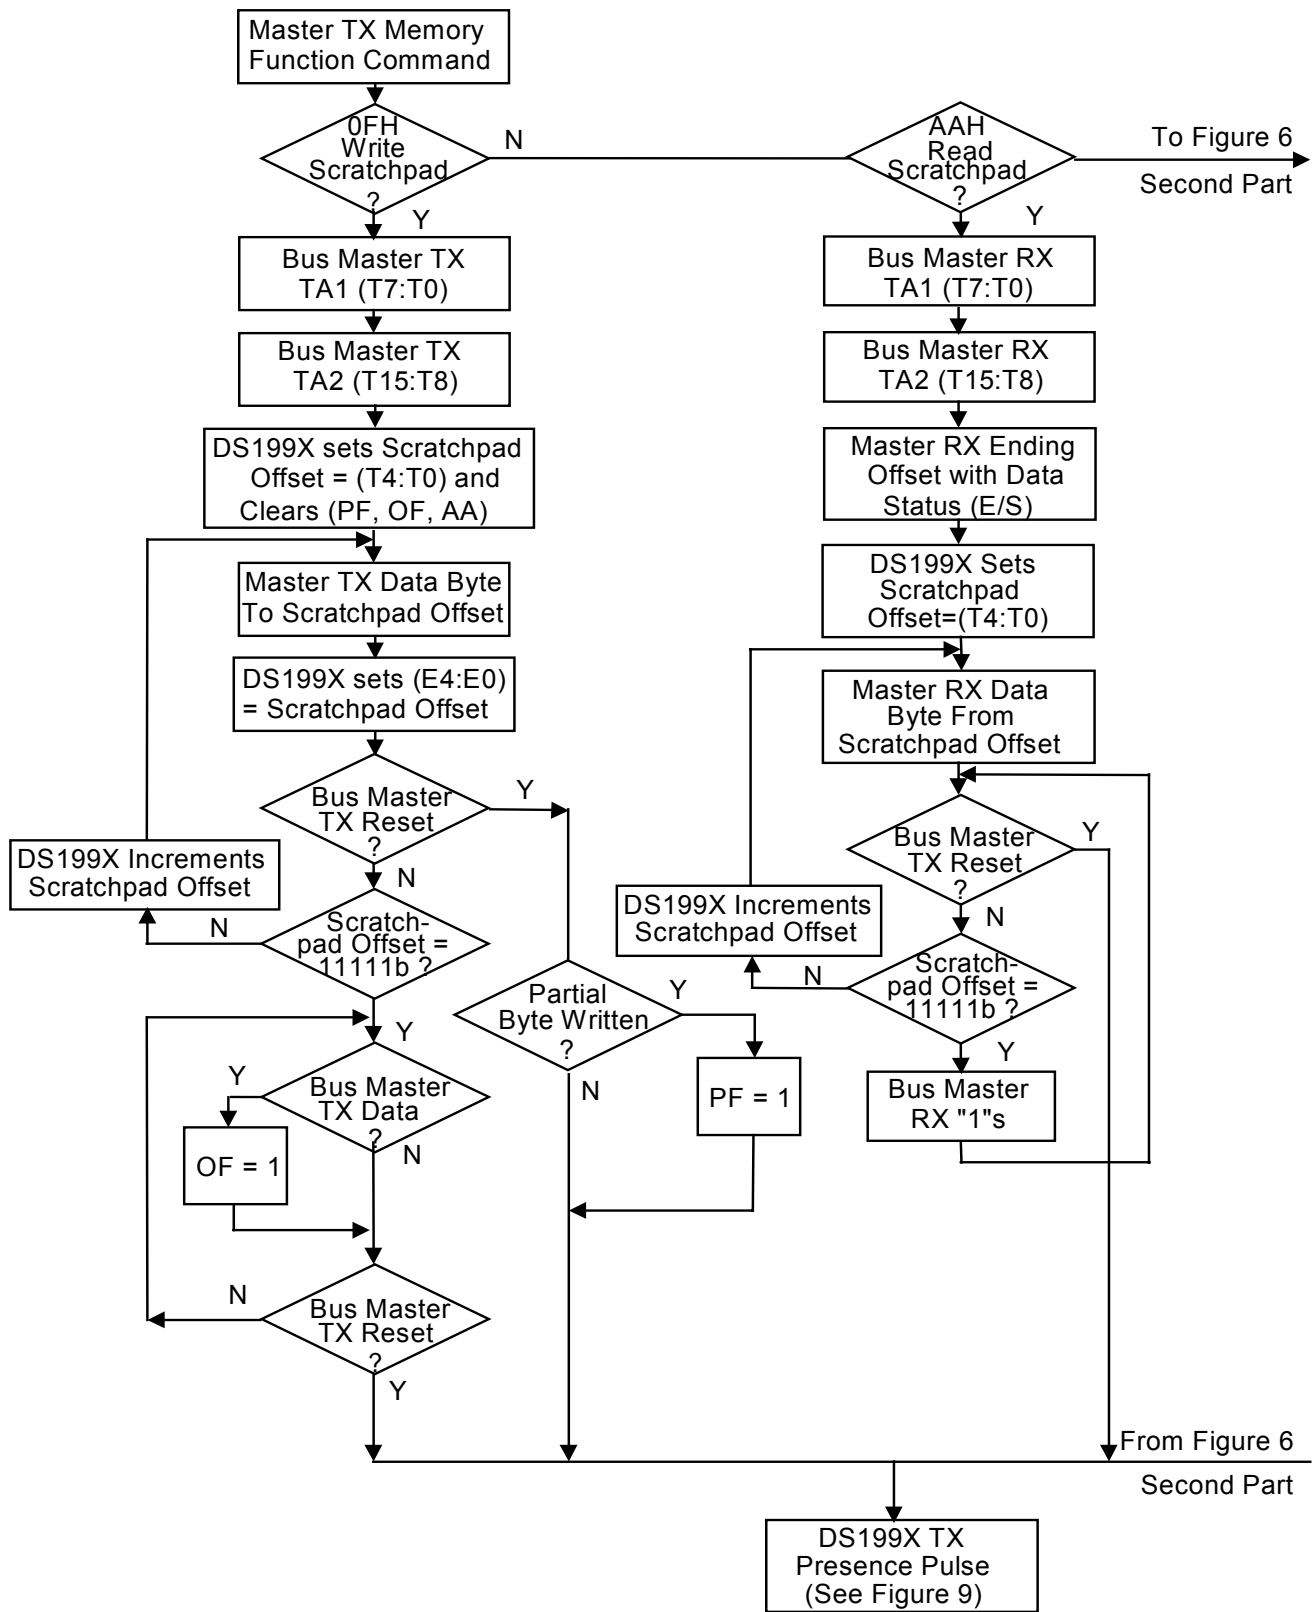 Master TX Memory
Function Command
0FH
Write
Scratchpad
?
N
Y
AAH
Read
Scratchpad
?
Y
To Figure 6
Second Part
Bus Master TX
TA1 (T7:T0)
Bus Master TX
TA2 (T15:T8)
DS199X sets Scratchpad
Offset = (T4:T0) and
Clears (PF, OF, AA)
Master TX Data Byte
To Scratchpad Offset
DS199X sets (E4:E0)
= Scratchpad Offset
Bus Master
TX Reset
?
Y
N
DS199X Increments
Scratchpad Offset
N
Scratch-
pad Offset =
11111b ?
Y
Partial
Byte Written
?
Y
N
PF = 1
Bus Master
TX Data
?
Y
N
OF = 1
Bus Master
TX Reset
?
N
Y
Bus Master RX
TA1 (T7:T0)
Bus Master RX
TA2 (T15:T8)
Master RX Ending
Offset with Data
Status (E/S)
DS199X Sets
Scratchpad
Offset=(T4:T0)
Master RX Data
Byte From
Scratchpad Offset
Bus Master
TX Reset
?
Y
N
DS199X Increments
Scratchpad Offset
N
Scratch-
pad Offset =
11111b ?
Y
Bus Master
RX "1"s
From Figure 6
Second Part
DS199X TX
Presence Pulse
(See Figure 9)